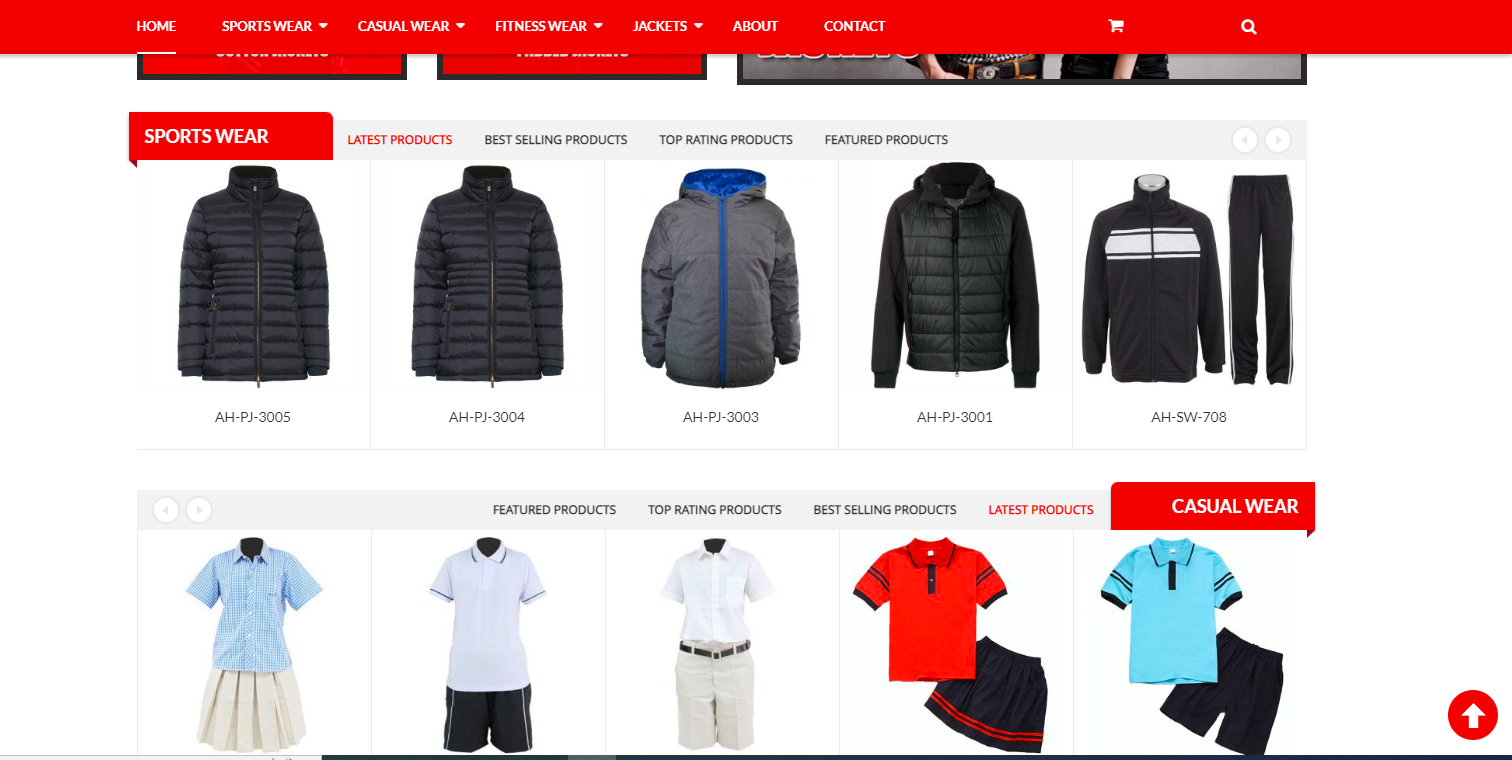 HOME SPORTS WEAR CASUAL WEAR FITNESS WEAR JACKETS ABOUT CONTACT
SPORTS WEAR LATEST PRODUCTS BEST SELLING PRODUCTS TOP RATING PRODUCTS FEATURED PRODUCTS
AH-PJ-3005 AH-PJ-3004 AH-PJ-3003 AH-PJ-3001 AH-SW-708
FEATURED PRODUCTS TOP RATING PRODUCTS BEST SELLING PRODUCTS LATEST PRODUCTS CASUAL WEAR